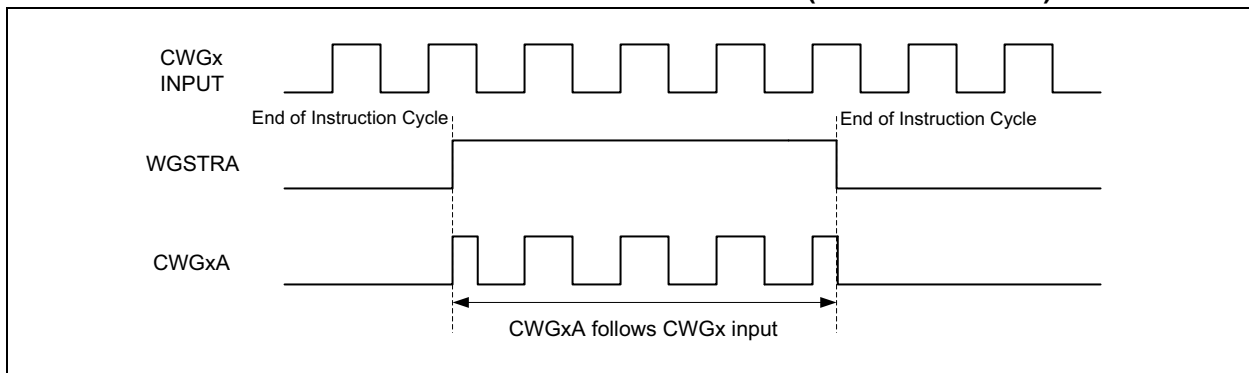 CWGx
INPUT
End of Instruction Cycle
End of Instruction Cycle
WGSTRA
CWGxA
CWGxA follows CWGx input